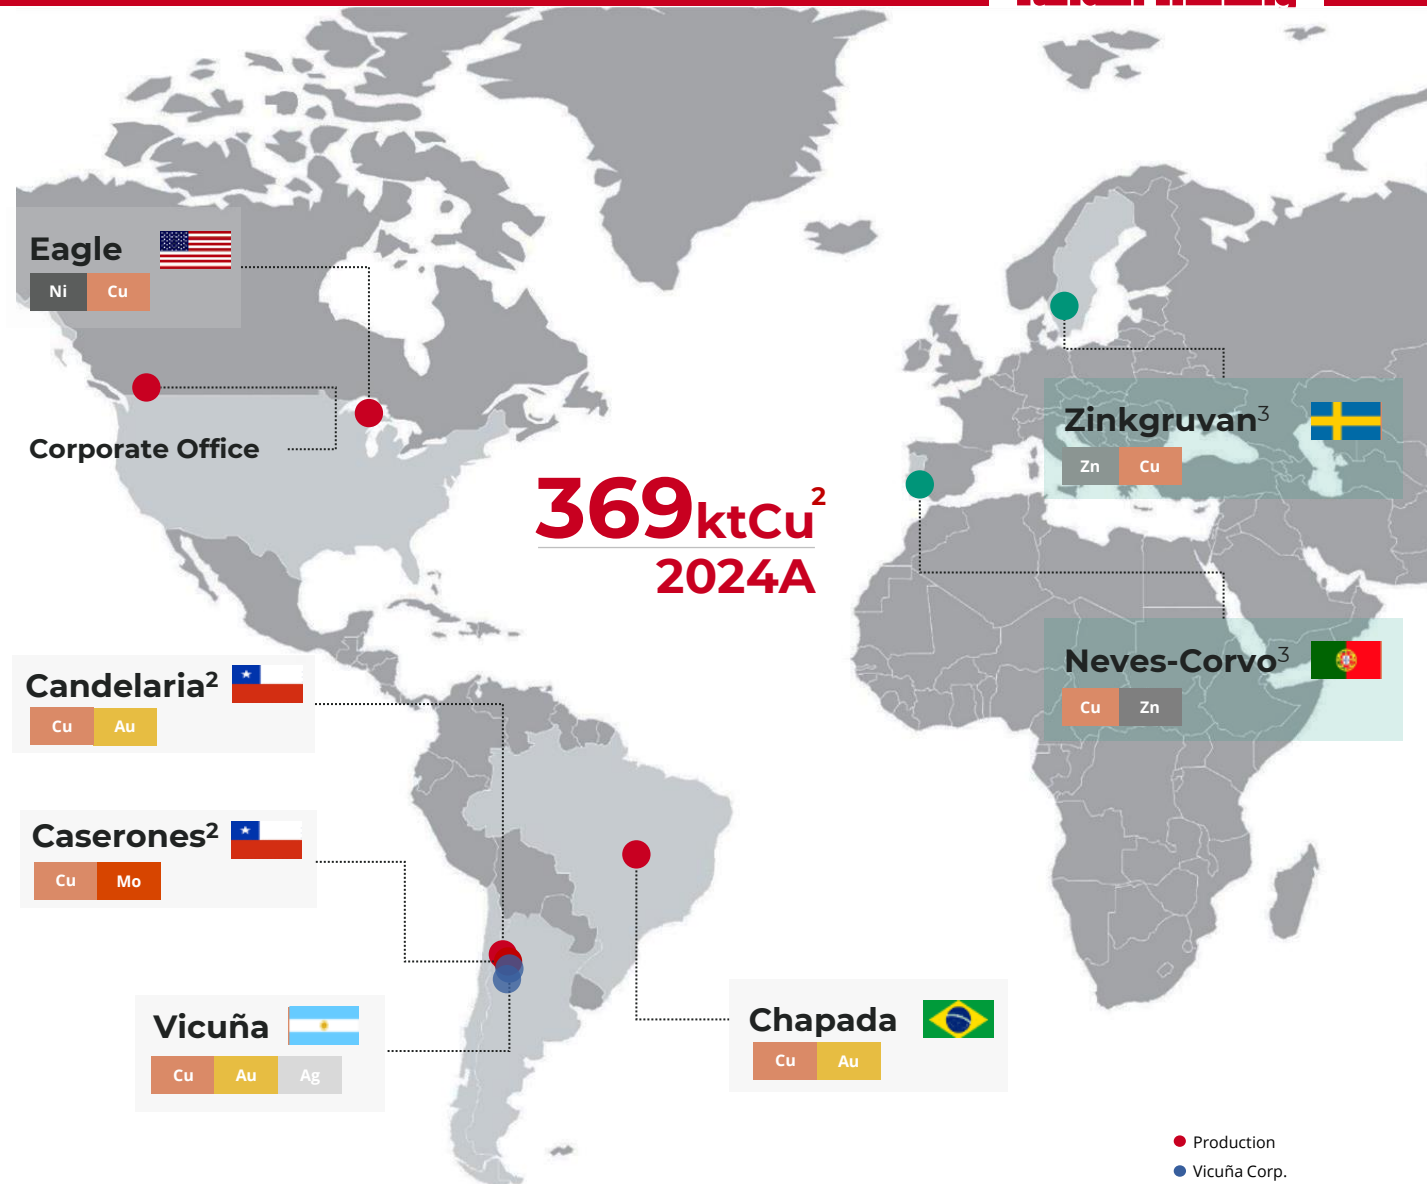 Eagle
Ni Cu
Corporate Office
369ktCu2
2024A
Zinkgruvan3
Zn Cu
Neves-Corvo3
Cu Zn
Candelaria2
Cu Au
Caserones2
Cu Mo
Vicuña
Cu Au Ag
Chapada
Cu Au
Production
Vicuña Corp.